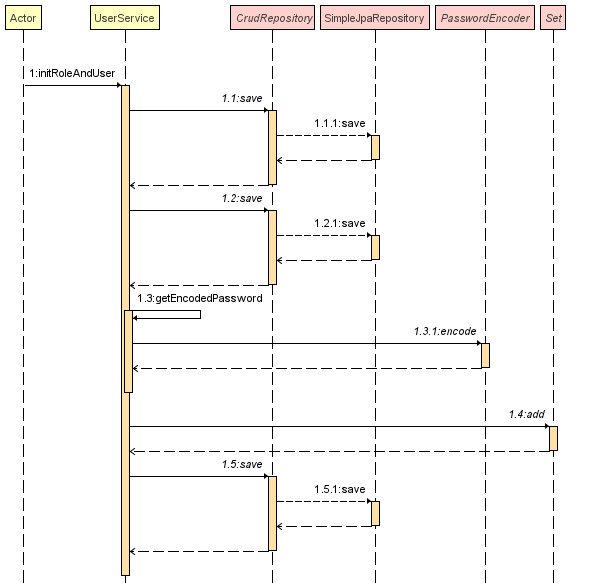 Actor
UserService
CrudRepository
SimpleJpaRepository
PasswordEncoder
Set
1:initRoleAndUser
1.1:save
1.1.1:save
1.2:save
1.2.1:save
1.3:getEncodedPassword
1.3.1:encode
1.4:add
1.5:save
1.5.1:save